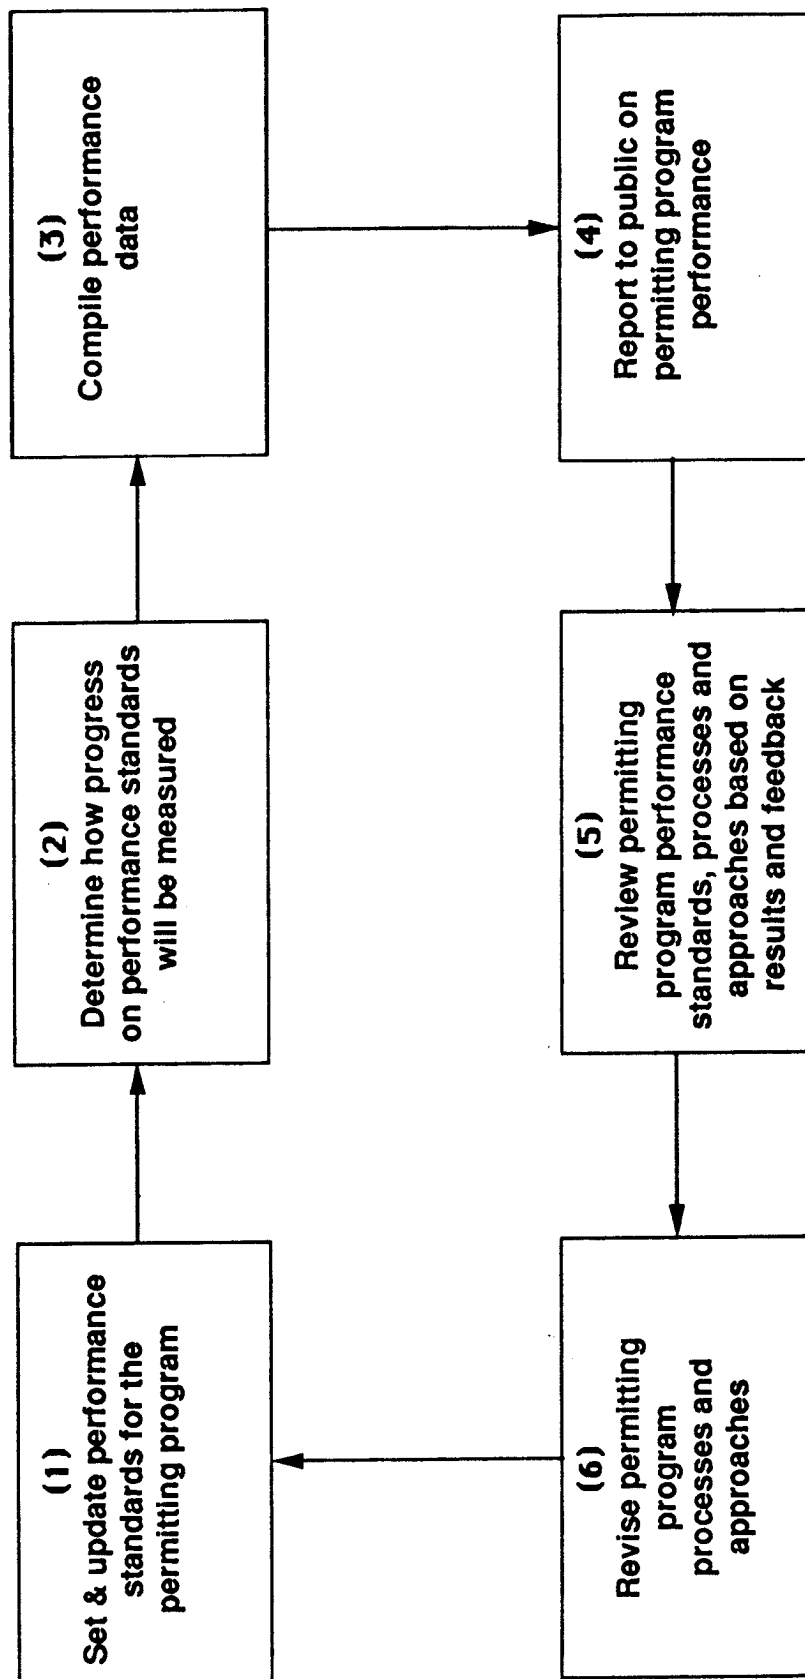 (1)
Set & update performance
standards for the
permitting program
(2)
Determine how progress
on performance standards
will be measured
(3)
Compile performance
data
(4)
Report to public on
permitting program
performance
(5)
Review permitting
program performance
standards, processes and
approaches based on
results and feedback
(6)
Revise permitting
program
processes and
approaches